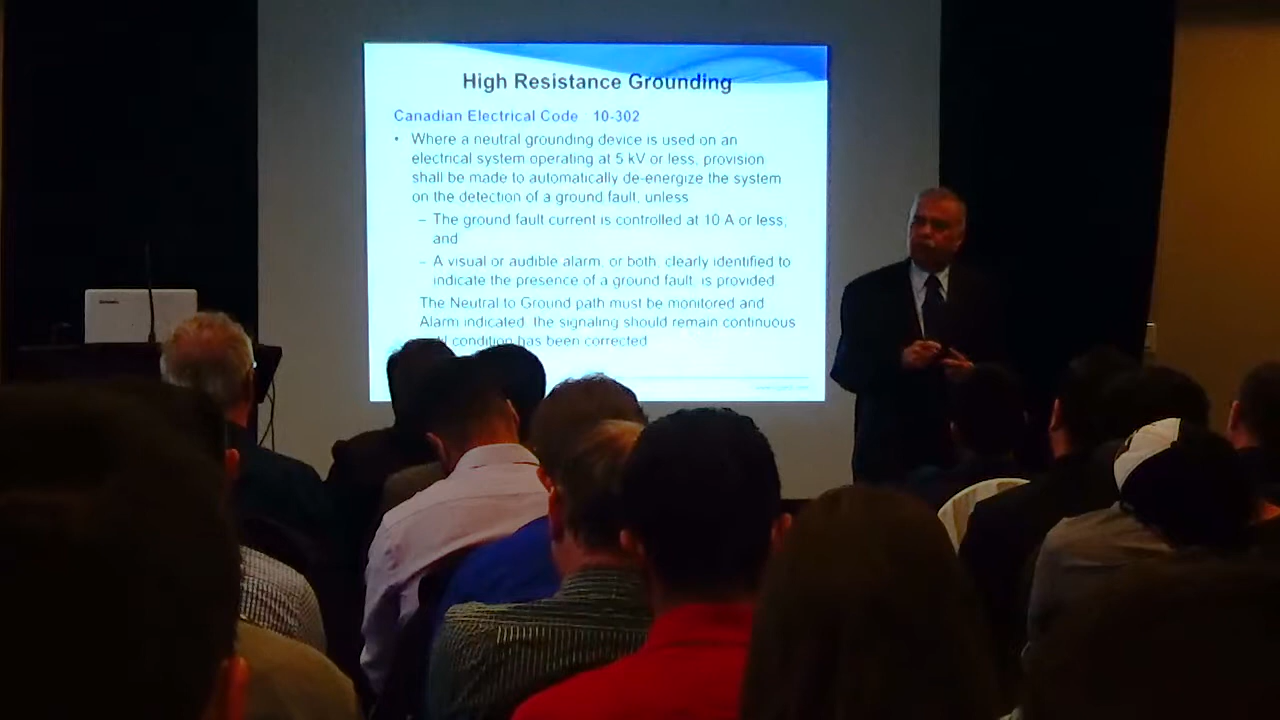 High Resistance Grounding
Canadian Electrical Code 10-302
• Where a neutral grounding device is used on an
electrical system operating at 5 kV or less, provision
shall be made to automatically de-energize the system
on the detection of a ground fault, unless
– The ground fault current is controlled at 10 A or less,
and
– A visual or audible alarm, or both, clearly identified to
indicate the presence of a ground fault, is provided
The Neutral to Ground path must be monitored and
Alarm indicated, the signaling should remain continuous
condition has been corrected